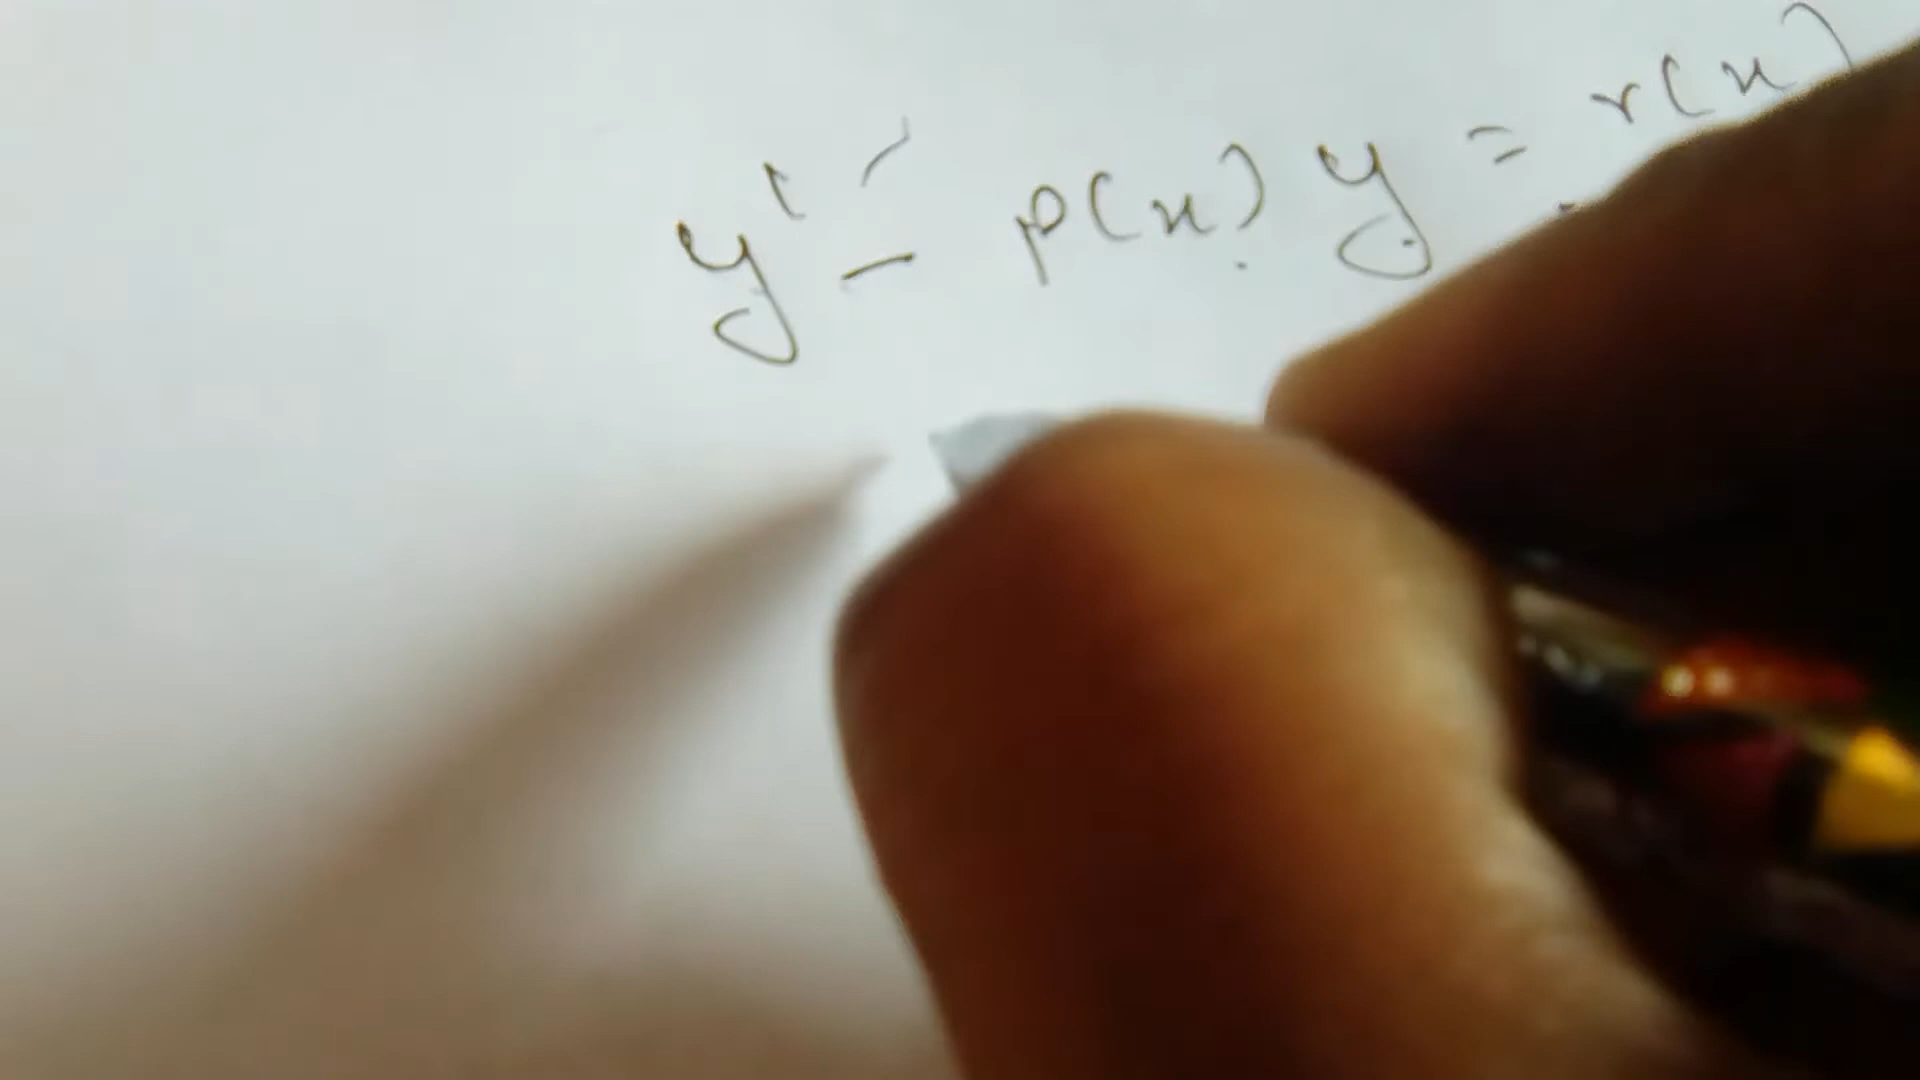 y' - p(x) y = r(x)